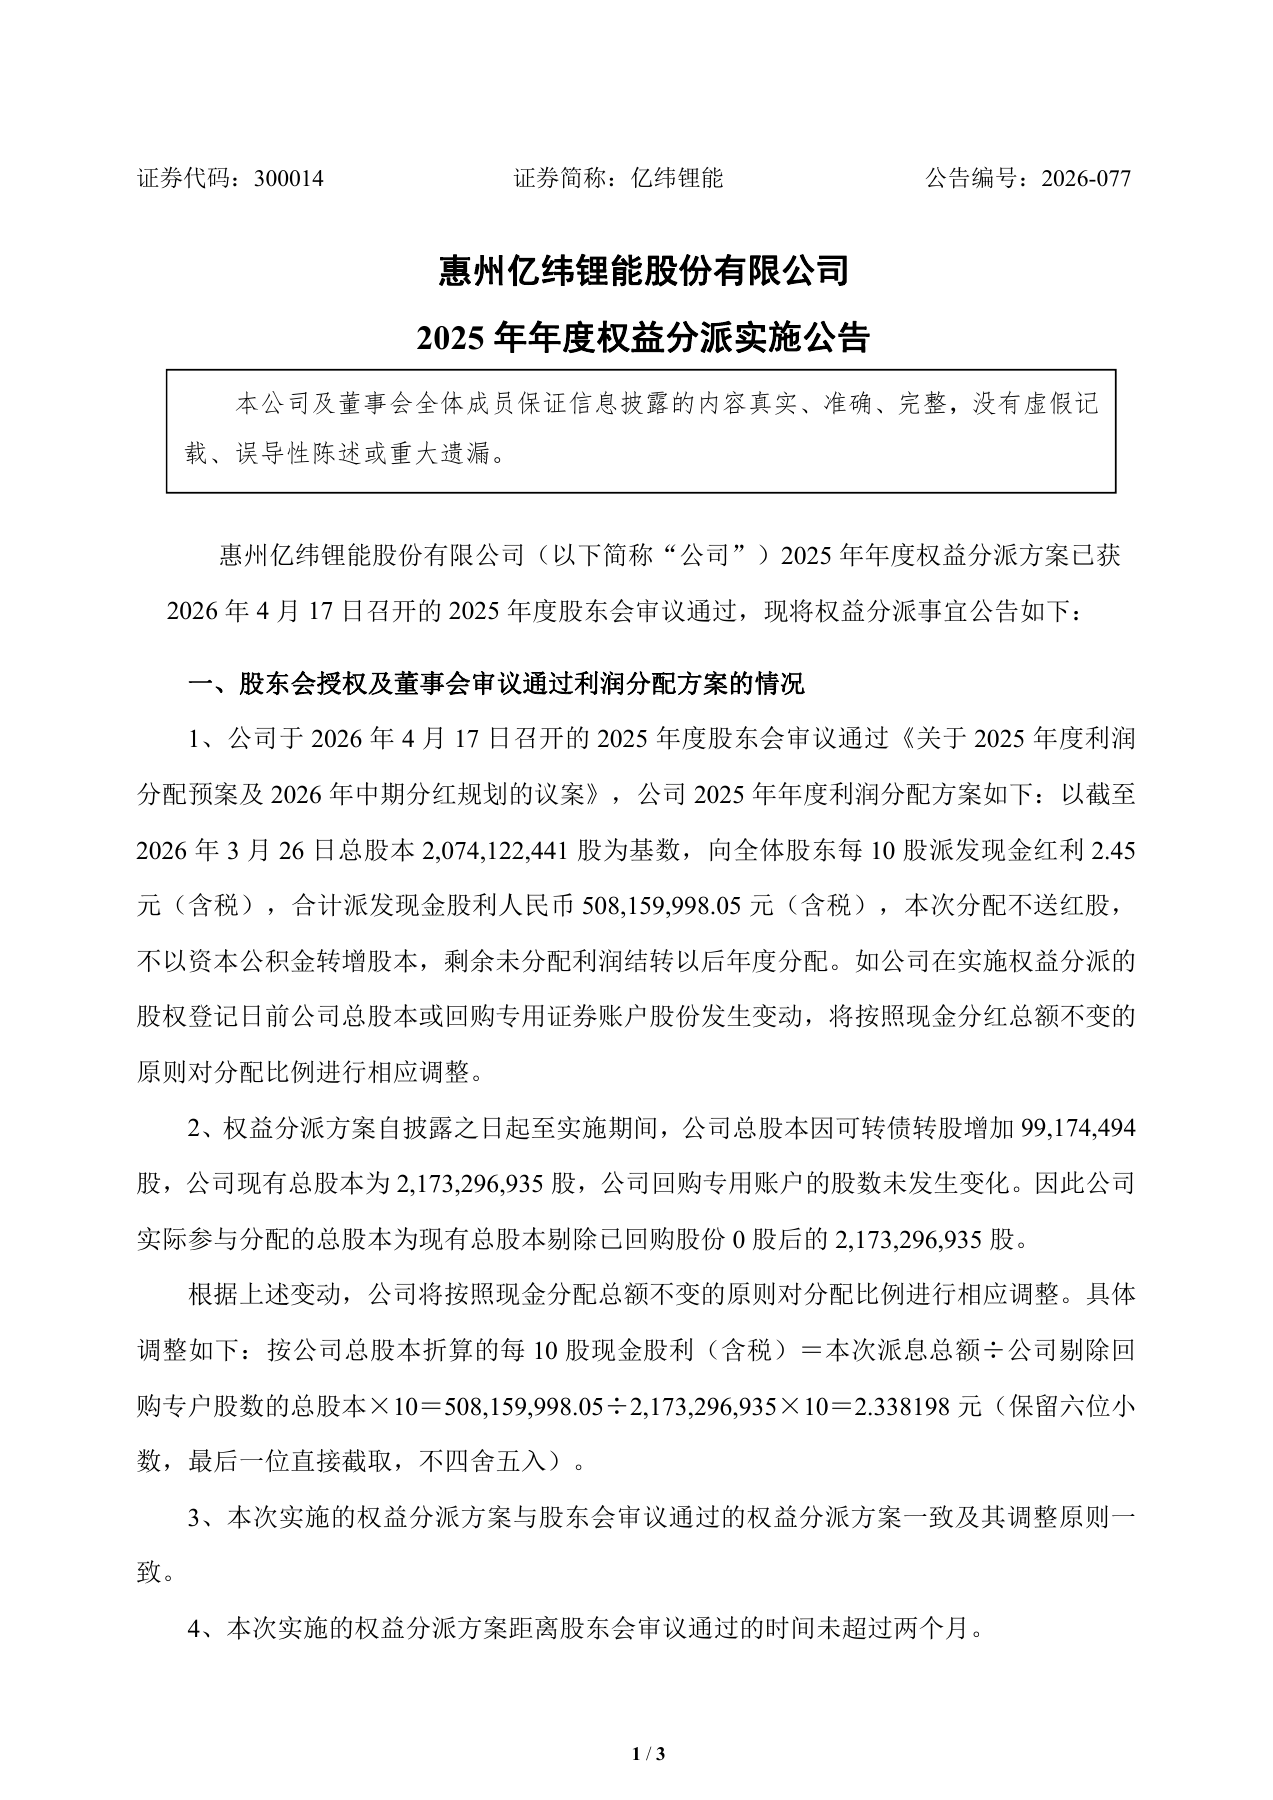 证券代码：300014 证券简称：亿纬锂能 公告编号：2026-077
惠州亿纬锂能股份有限公司
2025 年年度权益分派实施公告
本公司及董事会全体成员保证信息披露的内容真实、准确、完整，没有虚假记
载、误导性陈述或重大遗漏。
惠州亿纬锂能股份有限公司（以下简称“公司”）2025 年年度权益分派方案已获
2026 年 4 月 17 日召开的 2025 年度股东会审议通过，现将权益分派事宜公告如下：
一、股东会授权及董事会审议通过利润分配方案的情况
1、公司于 2026 年 4 月 17 日召开的 2025 年度股东会审议通过《关于 2025 年度利润
分配预案及 2026 年中期分红规划的议案》，公司 2025 年年度利润分配方案如下：以截至
2026 年 3 月 26 日总股本 2,074,122,441 股为基数，向全体股东每 10 股派发现金红利 2.45
元（含税），合计派发现金股利人民币 508,159,998.05 元（含税），本次分配不送红股，
不以资本公积金转增股本，剩余未分配利润结转以后年度分配。如公司在实施权益分派的
股权登记日前公司总股本或回购专用证券账户股份发生变动，将按照现金分红总额不变的
原则对分配比例进行相应调整。
2、权益分派方案自披露之日起至实施期间，公司总股本因可转债转股增加 99,174,494
股，公司现有总股本为 2,173,296,935 股，公司回购专用账户的股数未发生变化。因此公司
实际参与分配的总股本为现有总股本剔除已回购股份 0 股后的 2,173,296,935 股。
根据上述变动，公司将按照现金分配总额不变的原则对分配比例进行相应调整。具体
调整如下：按公司总股本折算的每 10 股现金股利（含税）＝本次派息总额÷公司剔除回
购专户股数的总股本×10＝508,159,998.05÷2,173,296,935×10＝2.338198 元（保留六位小
数，最后一位直接截取，不四舍五入）。
3、本次实施的权益分派方案与股东会审议通过的权益分派方案一致及其调整原则一
致。
4、本次实施的权益分派方案距离股东会审议通过的时间未超过两个月。
1 / 3